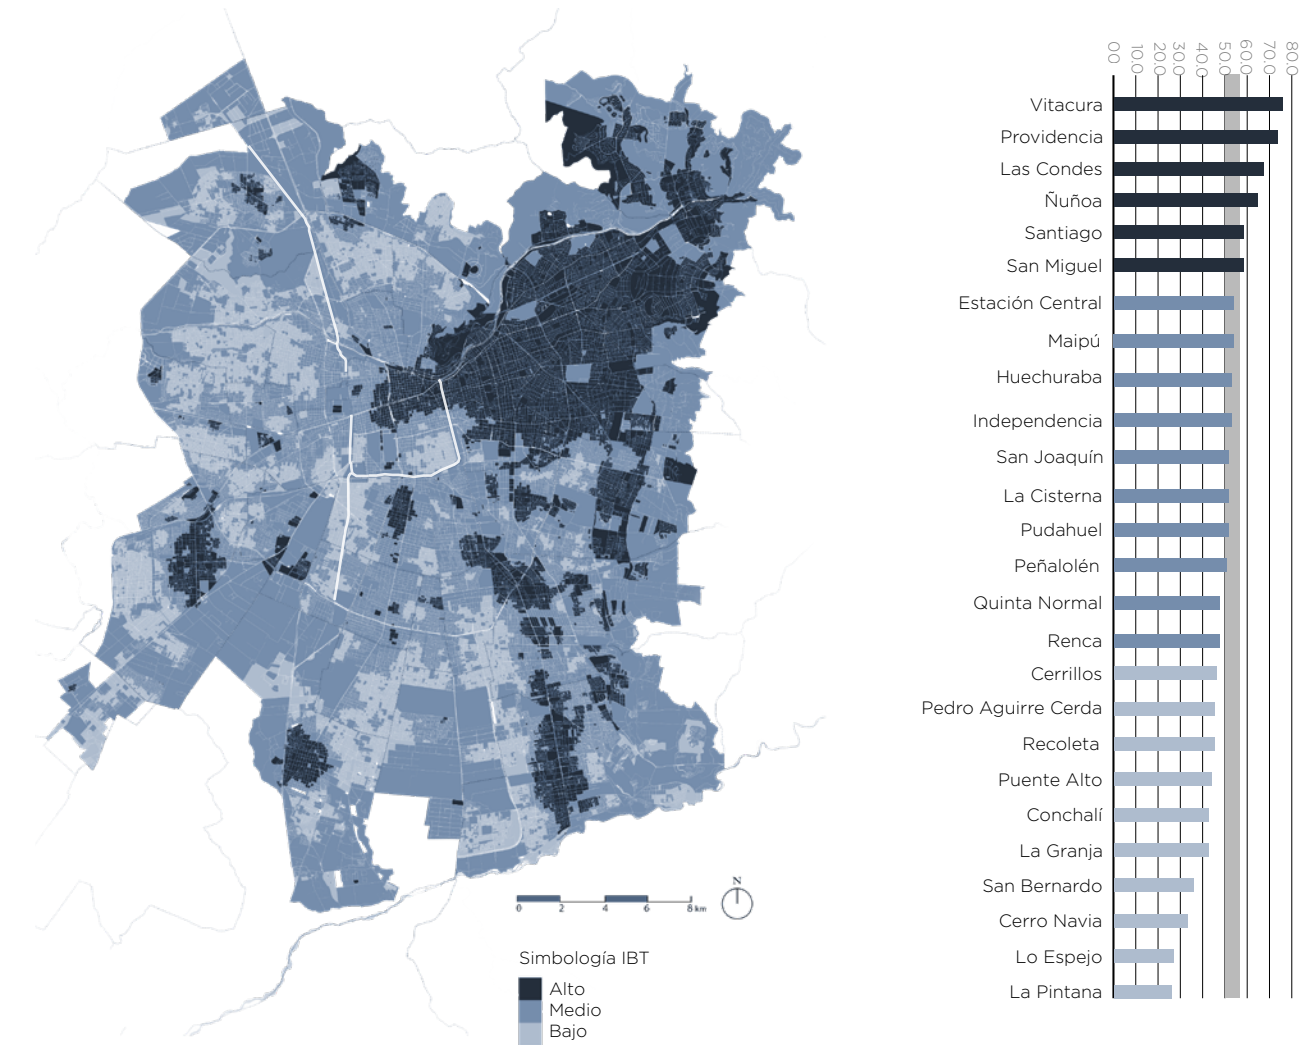 00
10.0
20.0
30.0
40.0
50.0
60.0
70.0
80.0
Vitacura
Providencia
Las Condes
Ñuñoa
Santiago
San Miguel
Estación Central
Maipú
Huechuraba
Independencia
San Joaquín
La Cisterna
Pudahuel
Peñalolén
Quinta Normal
Renca
Cerrillos
Pedro Aguirre Cerda
Recoleta
Puente Alto
Conchalí
La Granja
San Bernardo
Cerro Navia
Lo Espejo
La Pintana
N
0 2 4 6 8 km
Simbología IBT
Alto
Medio
Bajo